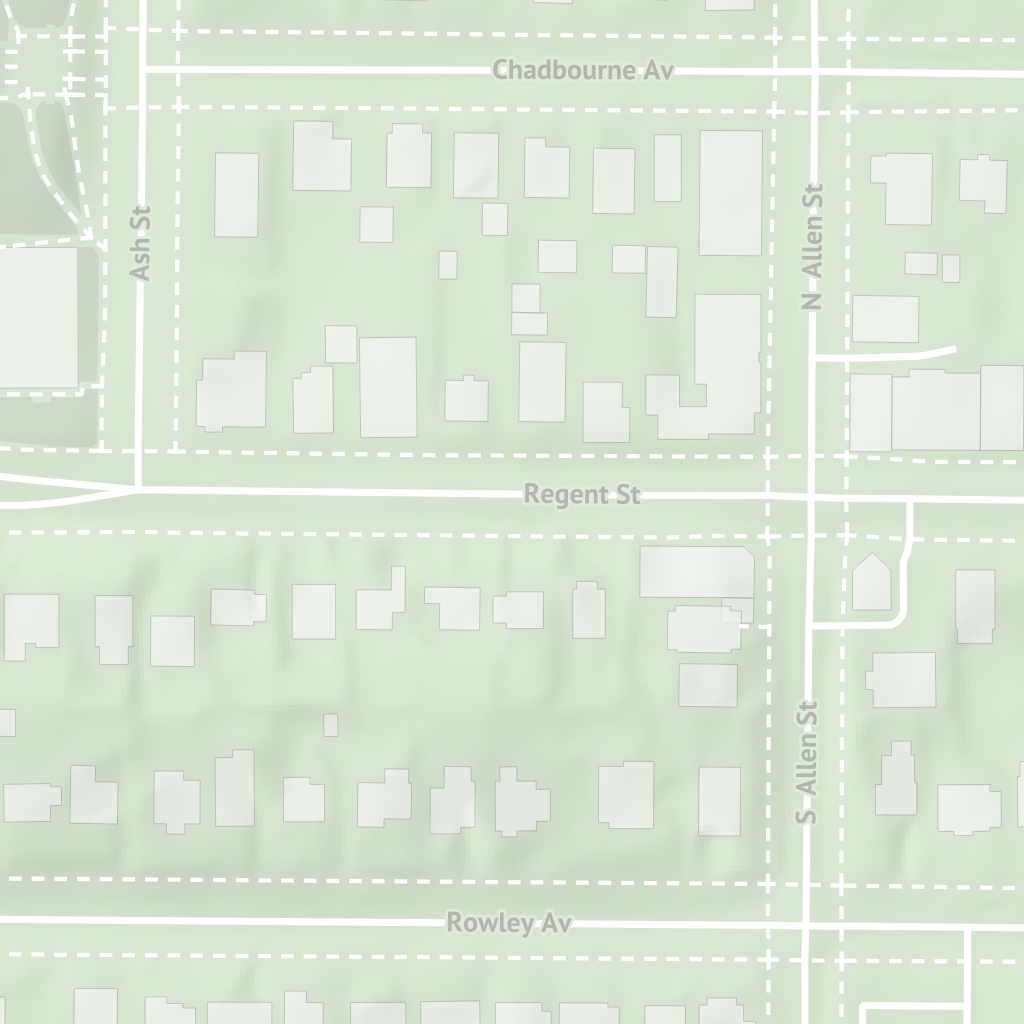 Chadbourne Av
Ash St
N Allen St
Regent St
S Allen St
Rowley Av